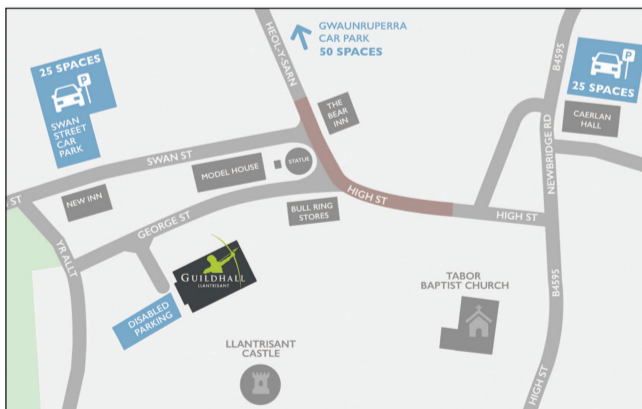 GWAUNRUPERRA
CAR PARK
50 SPACES
HEOL-Y-SARN
B4595
25 SPACES
P
SWAN
STREET
CAR
PARK
P
25 SPACES
CAERLAN
HALL
THE
BEAR
INN
SWAN ST
MODEL HOUSE
STATUE
NEWBRIDGE RD
ST
NEW INN
HIGH ST
HIGH ST
BULL RING
STORES
GEORGE ST
YR ALLT
GUILDHALL
LLANTRISANT
DISABLED
PARKING
TABOR
BAPTIST CHURCH
B4595
LLANTRISANT
CASTLE
HIGH ST